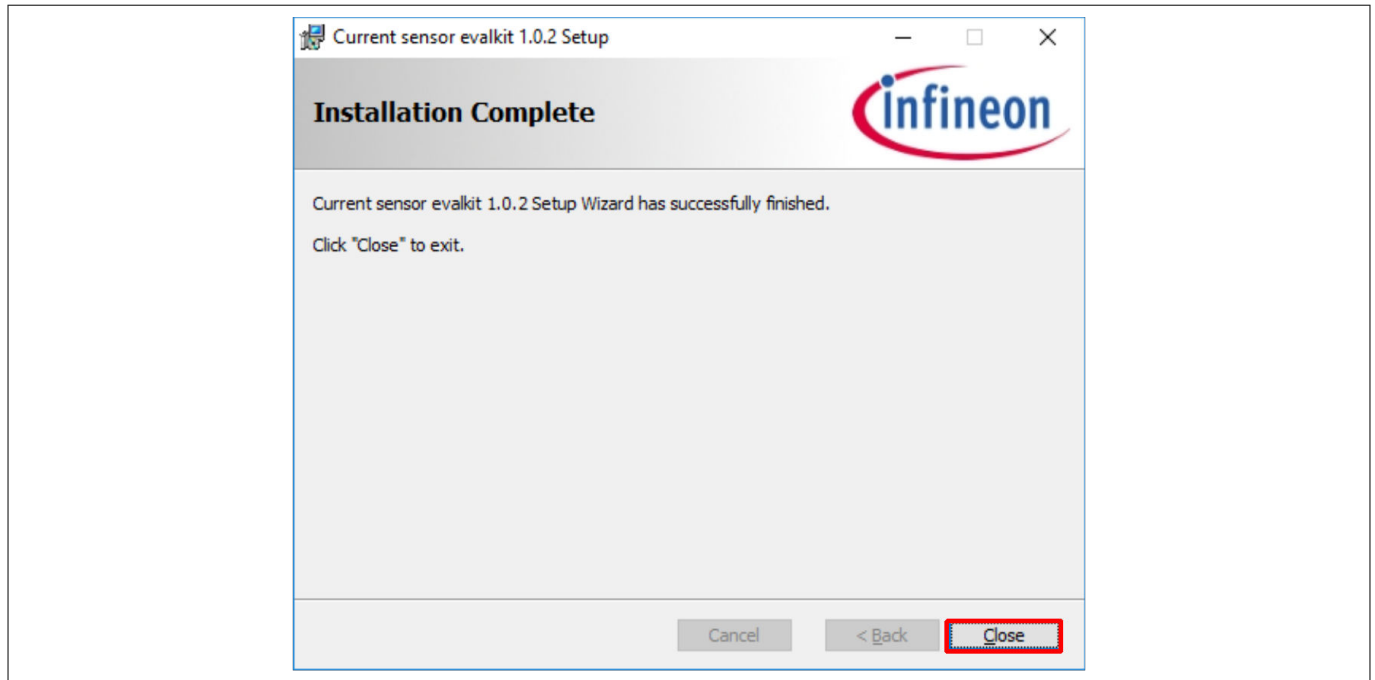 Current sensor evalkit 1.0.2 Setup
Installation Complete
infineon
Current sensor evalkit 1.0.2 Setup Wizard has successfully finished.
Click "Close" to exit.
Cancel
< Back
Close